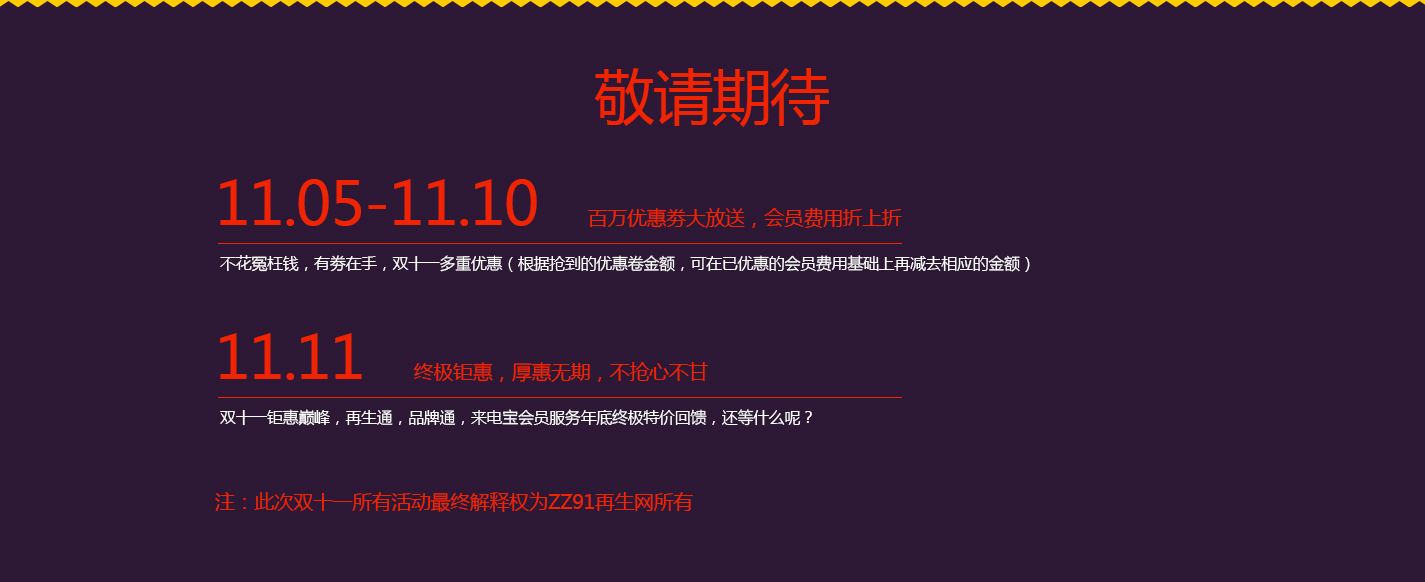 敬请期待
11.05-11.10 百万优惠劵大放送，会员费用折上折
不花冤枉钱，有劵在手，双十一多重优惠（根据抢到的优惠卷金额，可在已优惠的会员费用基础上再减去相应的金额）
11.11 终极钜惠，厚惠无期，不抢心不甘
双十一钜惠巅峰，再生通，品牌通，来电宝会员服务年底终极特价回馈，还等什么呢？
注：此次双十一所有活动最终解释权为ZZ91再生网所有